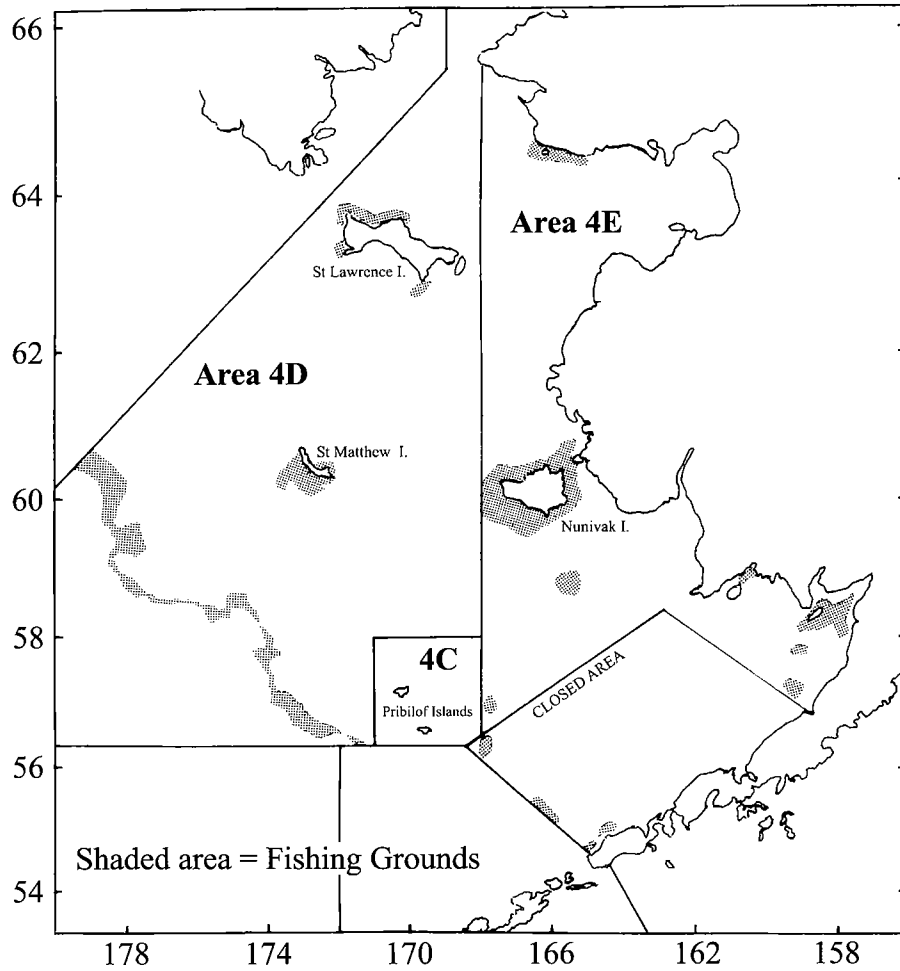 66
64
62
60
58
56
54
Area 4E
St Lawrence I.
Area 4D
St Matthew I.
Nunivak I.
4C
Pribilof Islands
CLOSED AREA
Shaded area = Fishing Grounds
178
174
170
166
162
158